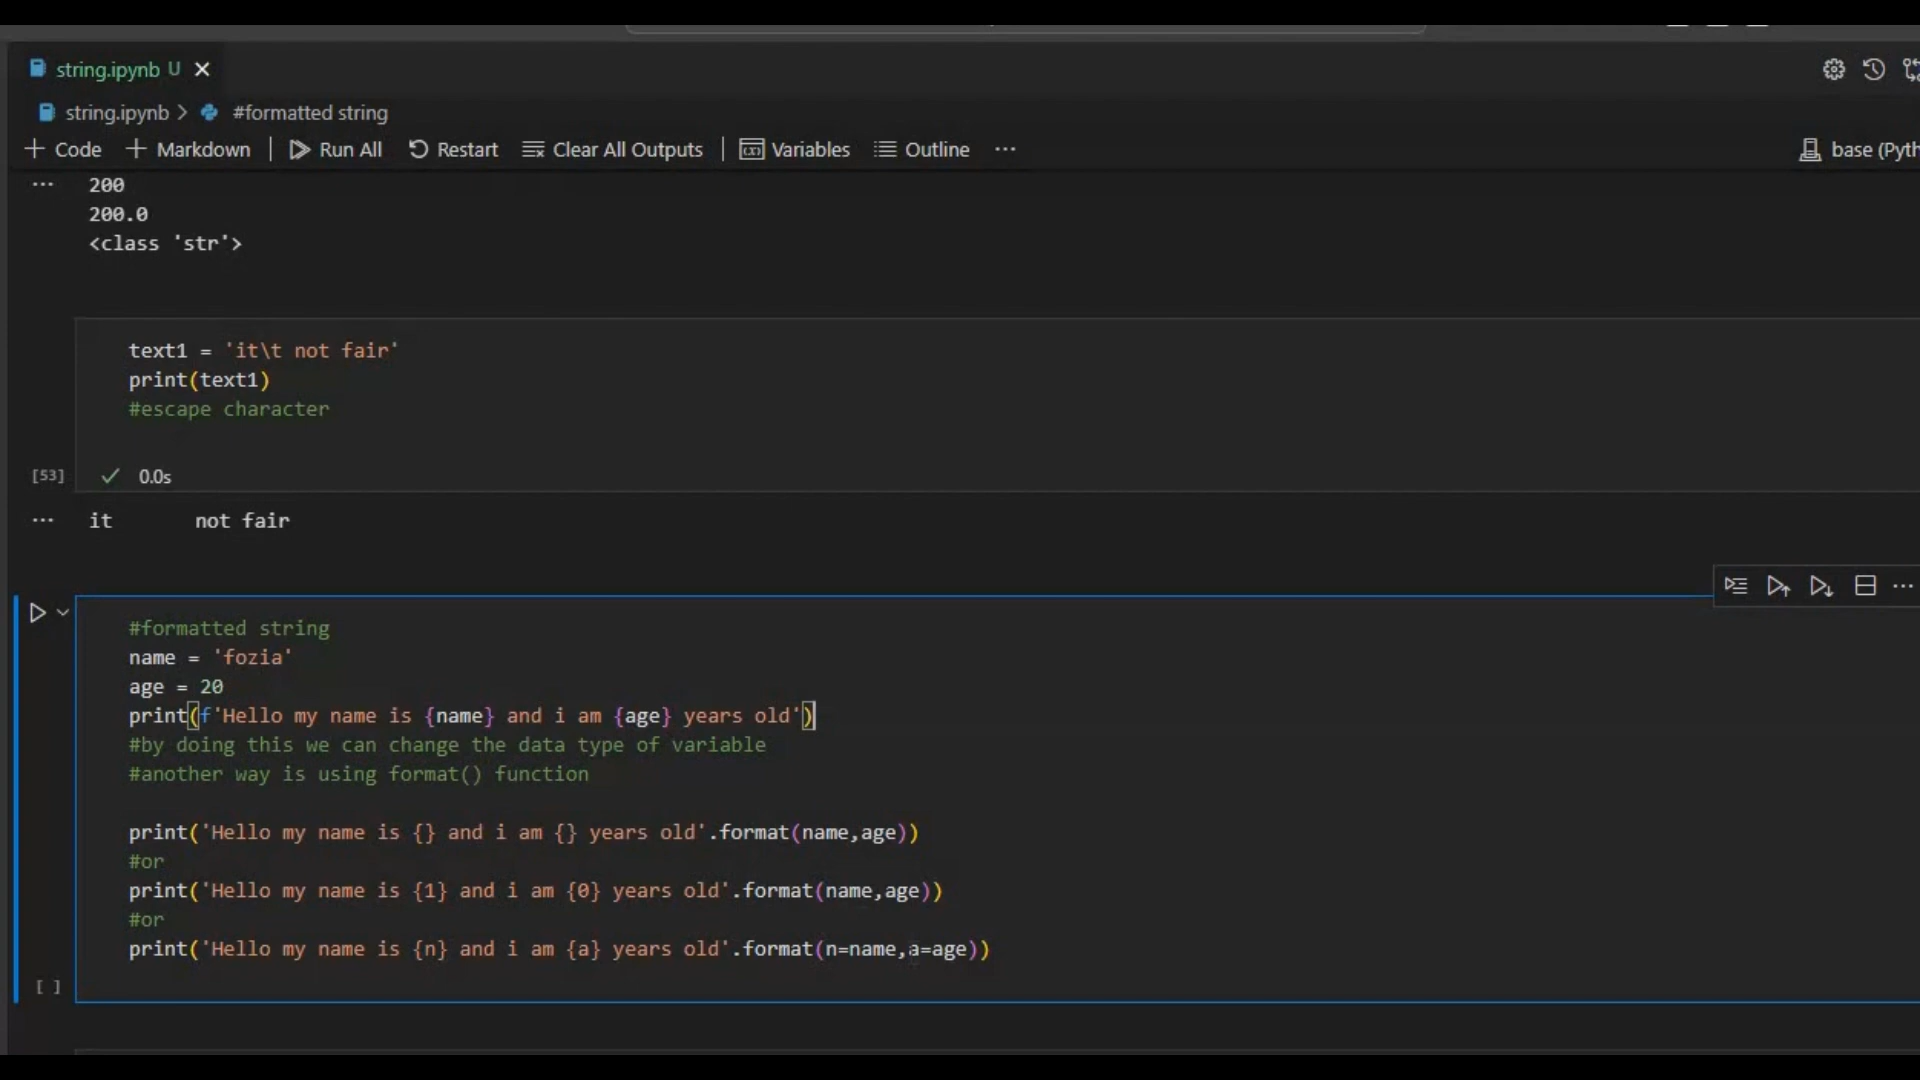 string.ipynb U
string.ipynb > #formatted string
+ Code + Markdown | Run All Restart Clear All Outputs | Variables Outline ... base (Pyth
... 200
200.0
<class 'str'>
text1 = 'it\t not fair'
print(text1)
#escape character
[53] 0.0s
... it not fair
#formatted string
name = 'fozia'
age = 20
print(f'Hello my name is {name} and i am {age} years old')
#by doing this we can change the data type of variable
#another way is using format() function
print('Hello my name is {} and i am {} years old'.format(name,age))
#or
print('Hello my name is {1} and i am {0} years old'.format(name,age))
#or
print('Hello my name is {n} and i am {a} years old'.format(n=name,a=age))
[ ]